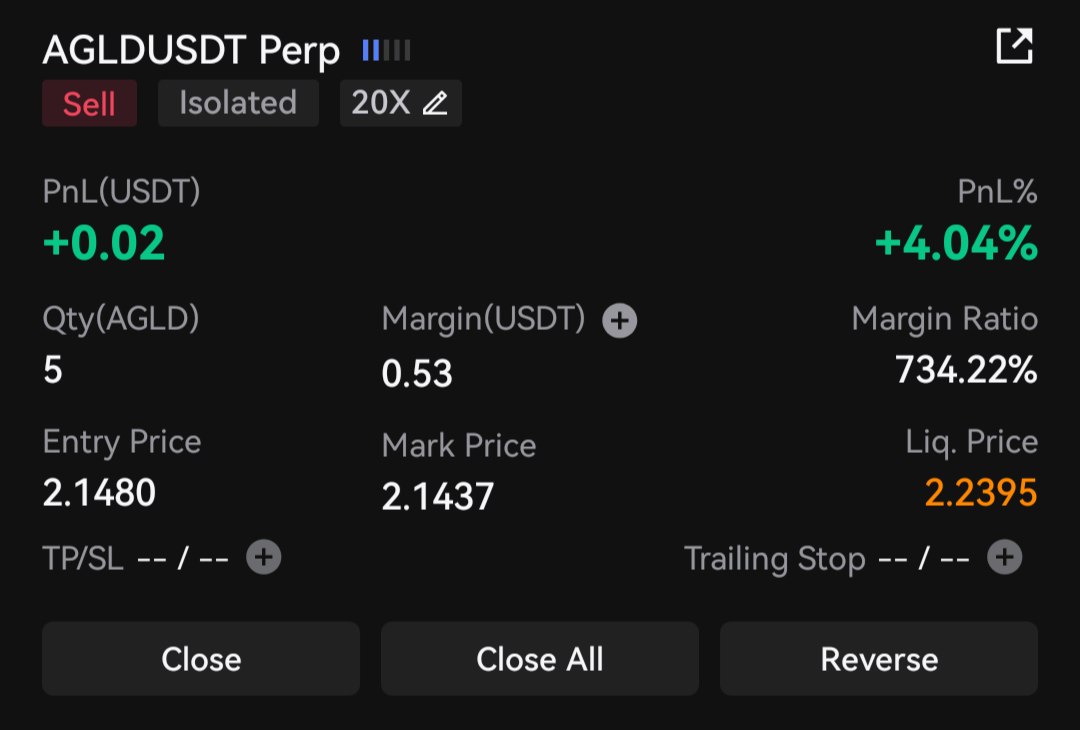 AGLDUSDT Perp
Sell Isolated 20X
PnL(USDT) PnL%
+0.02 +4.04%
Qty(AGLD) Margin(USDT) Margin Ratio
5 0.53 734.22%
Entry Price Mark Price Liq. Price
2.1480 2.1437 2.2395
TP/SL -- / -- Trailing Stop -- / --
Close Close All Reverse